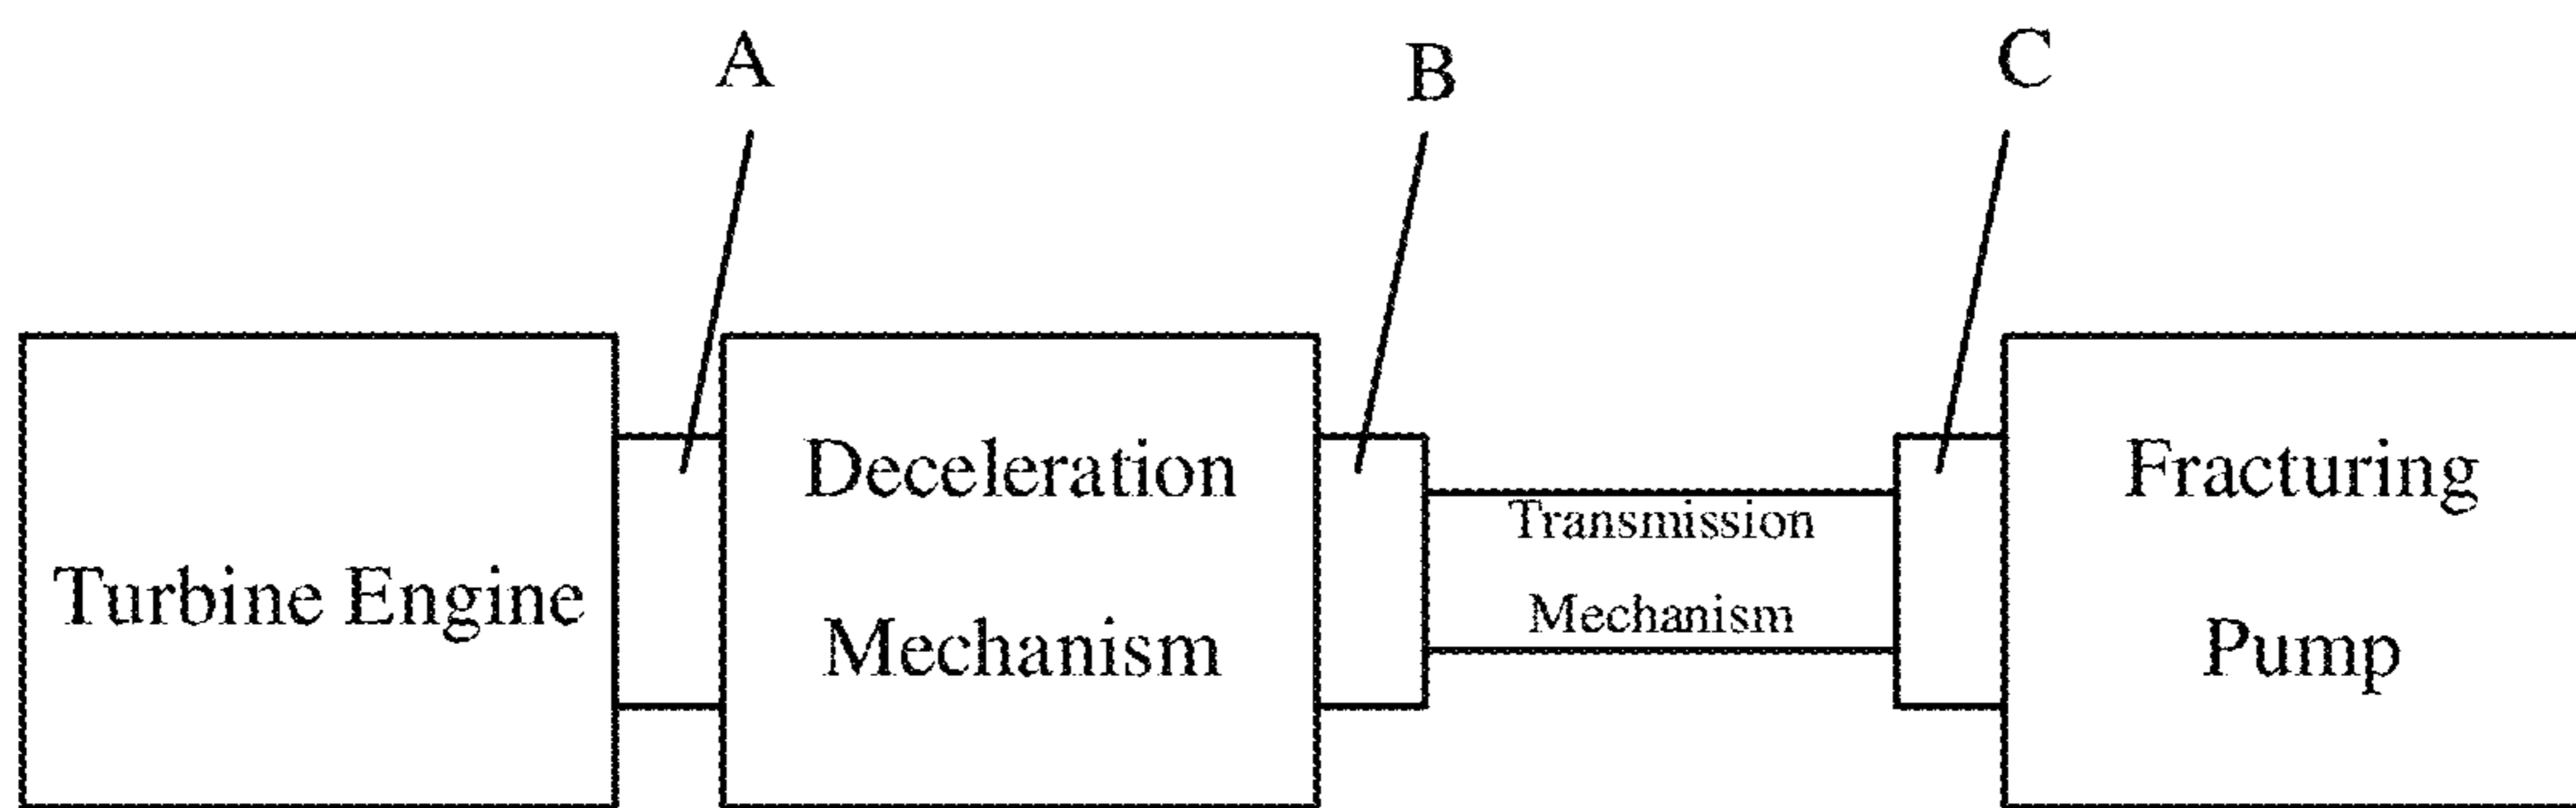 A
B
C
Turbine Engine
Deceleration
Mechanism
Transmission
Mechanism
Fracturing
Pump